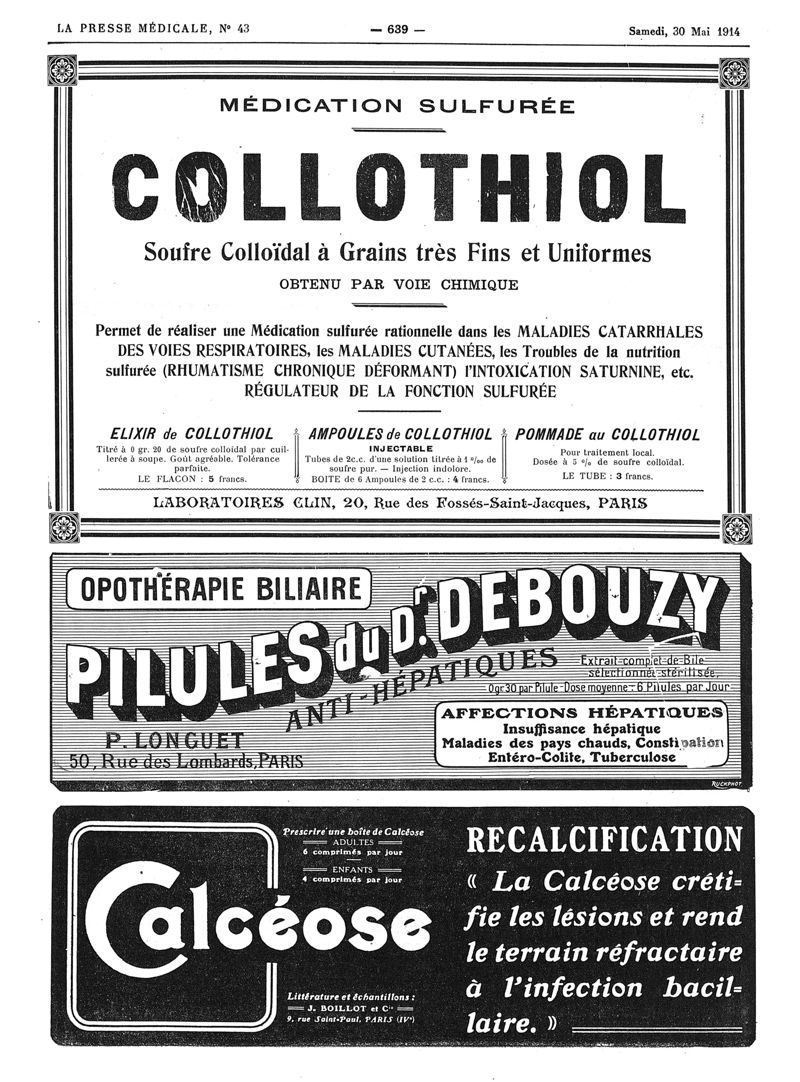 LA PRESSE MÉDICALE, Nº 43 — 639 — Samedi, 30 Mai 1914
MÉDICATION SULFURÉE
COLLOTHIOL
Soufre Colloïdal à Grains très Fins et Uniformes
OBTENU PAR VOIE CHIMIQUE
Permet de réaliser une Médication sulfurée rationnelle dans les MALADIES CATARRHALES
DES VOIES RESPIRATOIRES, les MALADIES CUTANÉES, les Troubles de la nutrition
sulfurée (RHUMATISME CHRONIQUE DÉFORMANT) l'INTOXICATION SATURNINE, etc.
RÉGULATEUR DE LA FONCTION SULFURÉE
ELIXIR de COLLOTHIOL
Titré à 0 gr. 20 de soufre colloïdal par cuil-
lerée à soupe. Goût agréable. Tolérance
parfaite.
LE FLACON : 5 francs.
AMPOULES de COLLOTHIOL
INJECTABLE
Tubes de 2c.c. d'une solution titrée à 1 º/oo de
soufre pur. — Injection indolore.
BOITE de 6 Ampoules de 2 c.c. : 4 francs.
POMMADE au COLLOTHIOL
Pour traitement local.
Dosée à 5 º/o de soufre colloïdal.
LE TUBE : 3 francs.
LABORATOIRES CLIN, 20, Rue des Fossés-Saint-Jacques, PARIS
OPOTHÉRAPIE BILIAIRE
PILULES du Dr. DEBOUZY
ANTI-HÉPATIQUES
Extrait-complet-de-Bile
sélectionné-stérilisée,
0gr.30 par Pilule-Dose moyenne:6 Pilules par Jour
P. LONGUET
50, Rue des Lombards, PARIS
AFFECTIONS HÉPATIQUES
Insuffisance hépatique
Maladies des pays chauds, Constipation
Entéro-Colite, Tuberculose
RUCKPHOT
Calcéose
Prescrire une boîte de Calcéose
ADULTES
6 comprimés par jour
ENFANTS
4 comprimés par jour
Littérature et échantillons :
J. BOILLOT et Cie
9, rue Saint-Paul, PARIS (IVe)
RECALCIFICATION
« La Calcéose créti=
fie les lésions et rend
le terrain réfractaire
à l'infection bacil=
laire. »